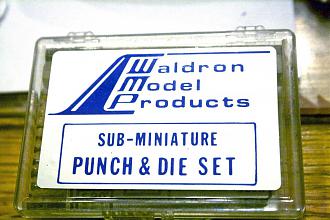 Waldron
Model
Products
SUB-MINIATURE
PUNCH & DIE SET